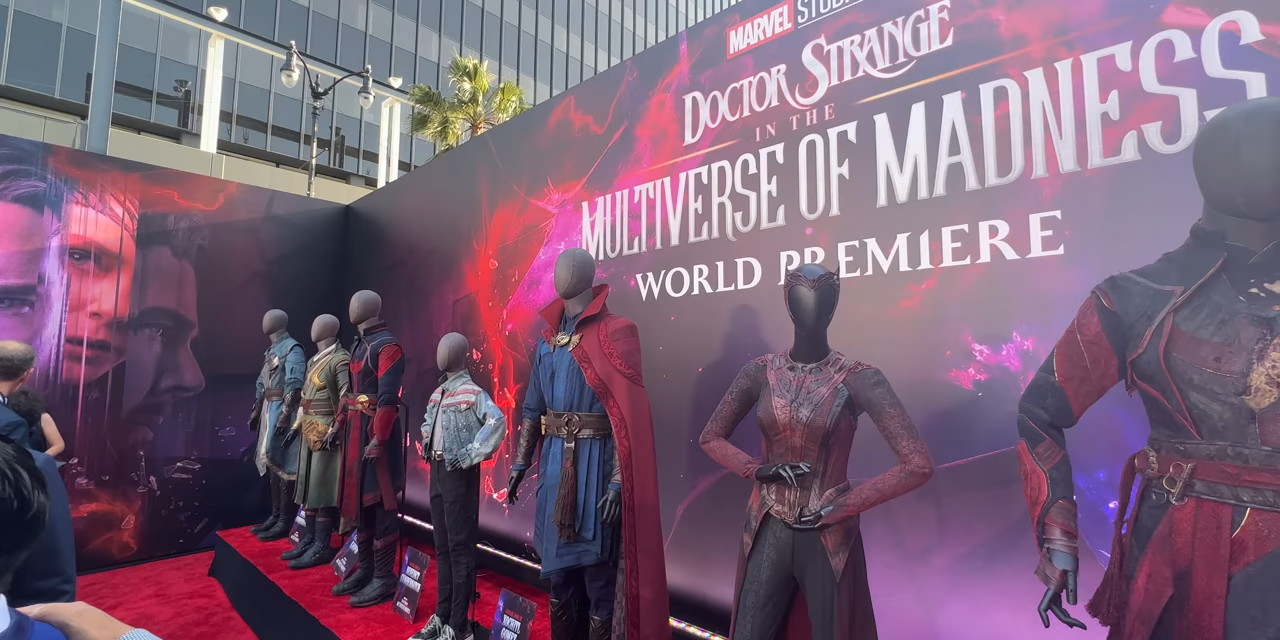 MARVEL STUDIOS
DOCTOR STRANGE
IN THE
MULTIVERSE OF MADNESS
WORLD PREMIERE